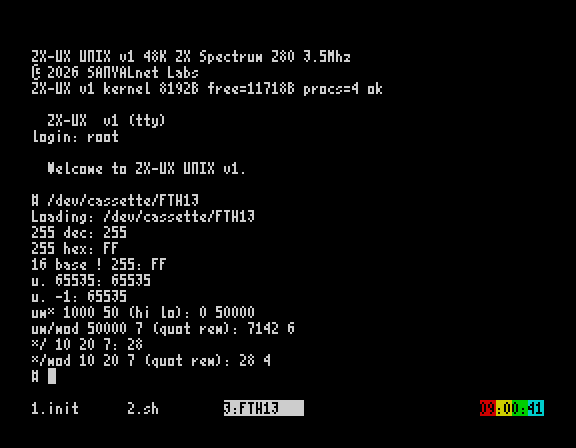 ZX-UX UNIX v1 48K ZX Spectrum Z80 3.5Mhz
© 2026 SANYALnet Labs
ZX-UX v1 kernel 8192B free=11718B procs=4 ok
ZX-UX  v1 (tty)
login: root
Welcome to ZX-UX UNIX v1.
# /dev/cassette/FTH13
Loading: /dev/cassette/FTH13
255 dec: 255
255 hex: FF
16 base ! 255: FF
u. 65535: 65535
u. -1: 65535
um* 1000 50 (hi lo): 0 50000
um/mod 50000 7 (quot rem): 7142 6
*/ 10 20 7: 28
*/mod 10 20 7 (quot rem): 28 4
#
1.init 2.sh 3.FTH13 09:00:41